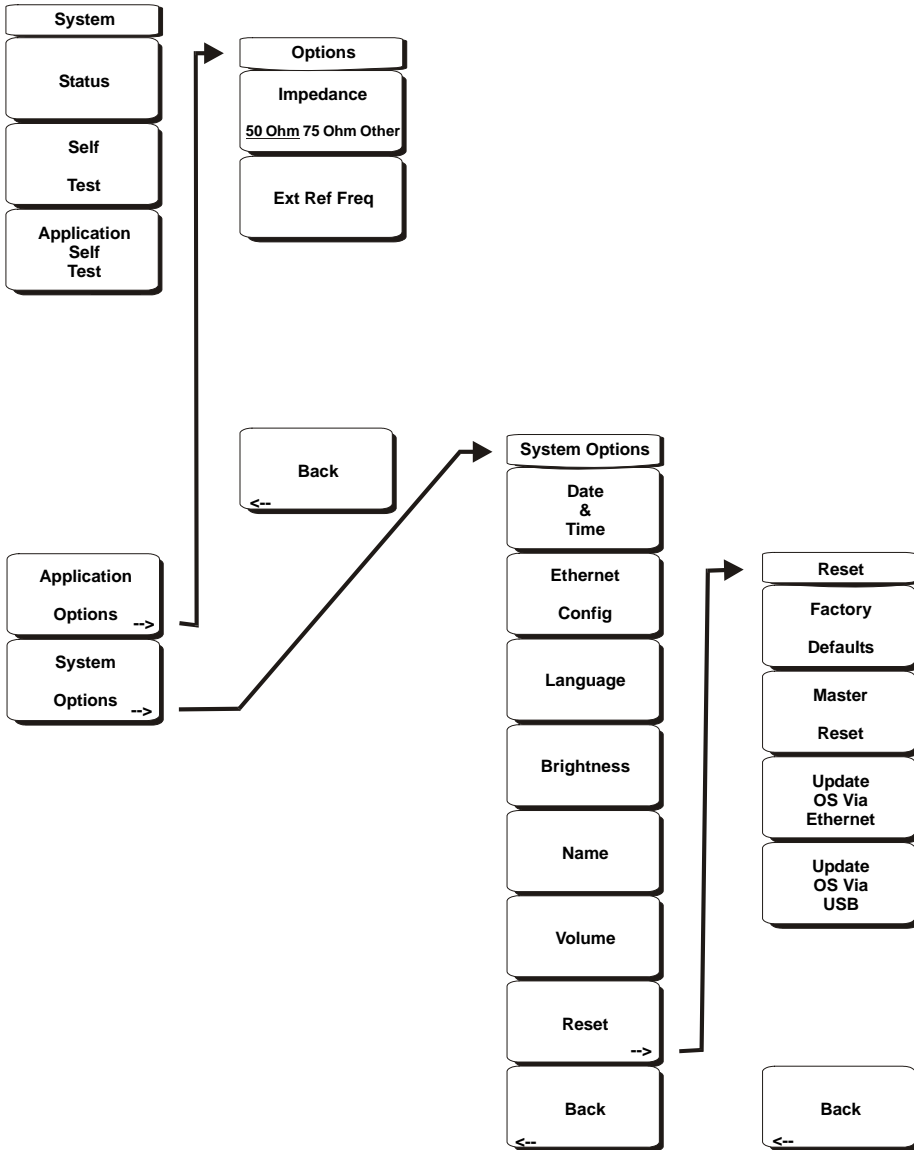 System
Status
Self
Test
Application
Self
Test
Application
Options -->
System
Options -->
Options
Impedance
50 Ohm 75 Ohm Other
Ext Ref Freq
Back
<--
System Options
Date
&
Time
Ethernet
Config
Language
Brightness
Name
Volume
Reset
-->
Back
<--
Reset
Factory
Defaults
Master
Reset
Update
OS Via
Ethernet
Update
OS Via
USB
Back
<--